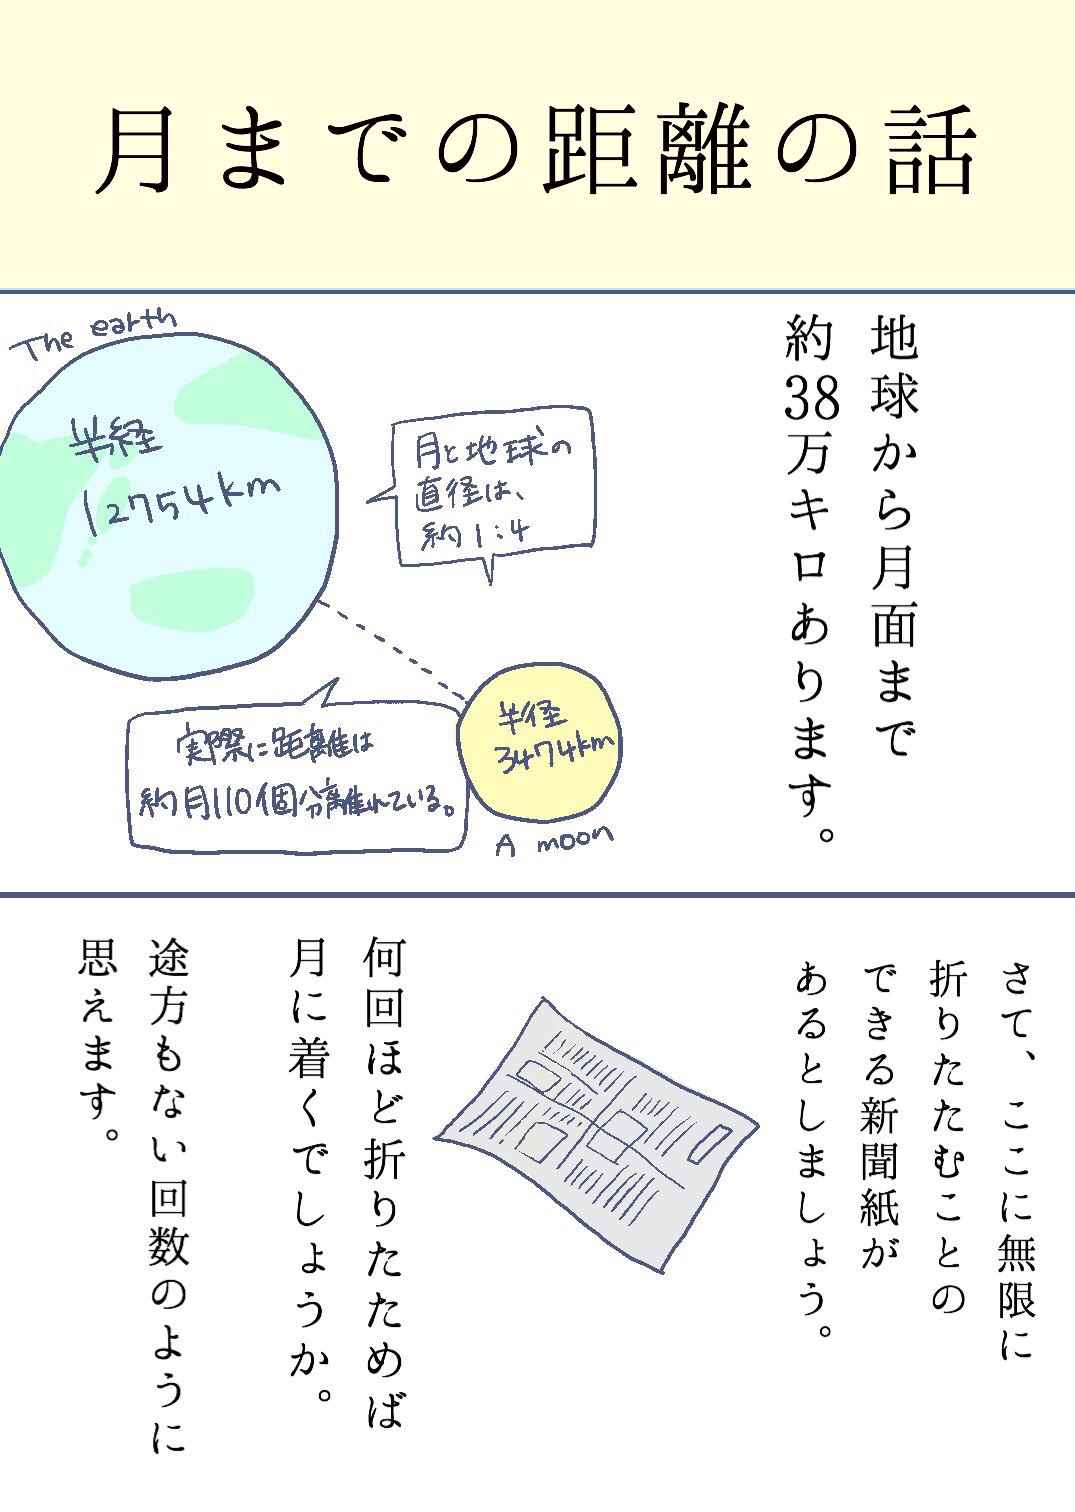 月までの距離の話
地球から月面まで
約38万キロあります。
The earth
半経
12754km
月と地球の
直径は、
約1:4
実際に距離は
約月110個分離れている。
半径
3474km
A moon
さて、ここに無限に
折りたたむことの
できる新聞紙が
あるとしましょう。
何回ほど折りためば
月に着くでしょうか。
途方もない回数のように
思えます。